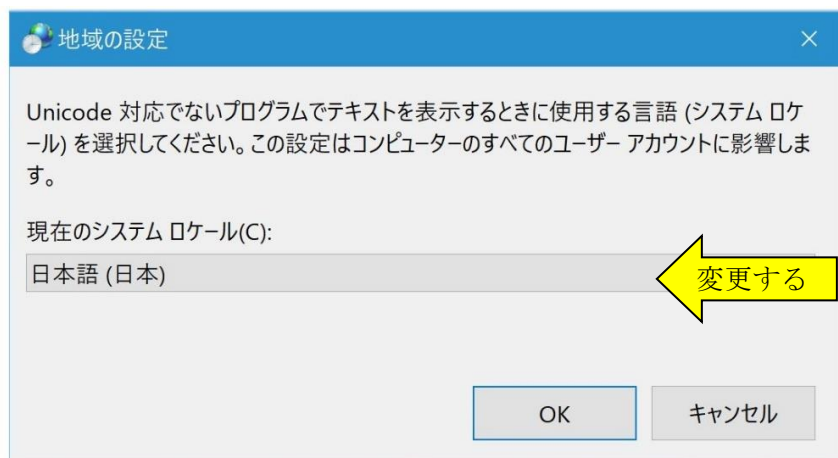 地域の設定
Unicode 対応でないプログラムでテキストを表示するときに使用する言語 (システム ロケ
ール) を選択してください。この設定はコンピューターのすべてのユーザー アカウントに影響しま
す。
現在のシステム ロケール(C):
日本語 (日本)
変更する
OK
キャンセル